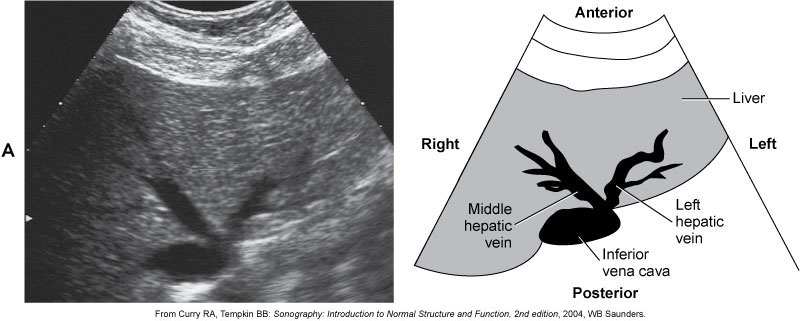 A
Anterior
Liver
Right
Left
Middle
hepatic
vein
Left
hepatic
vein
Inferior
vena cava
Posterior
From Curry RA, Tempkin BB: Sonography: Introduction to Normal Structure and Function, 2nd edition, 2004, WB Saunders.